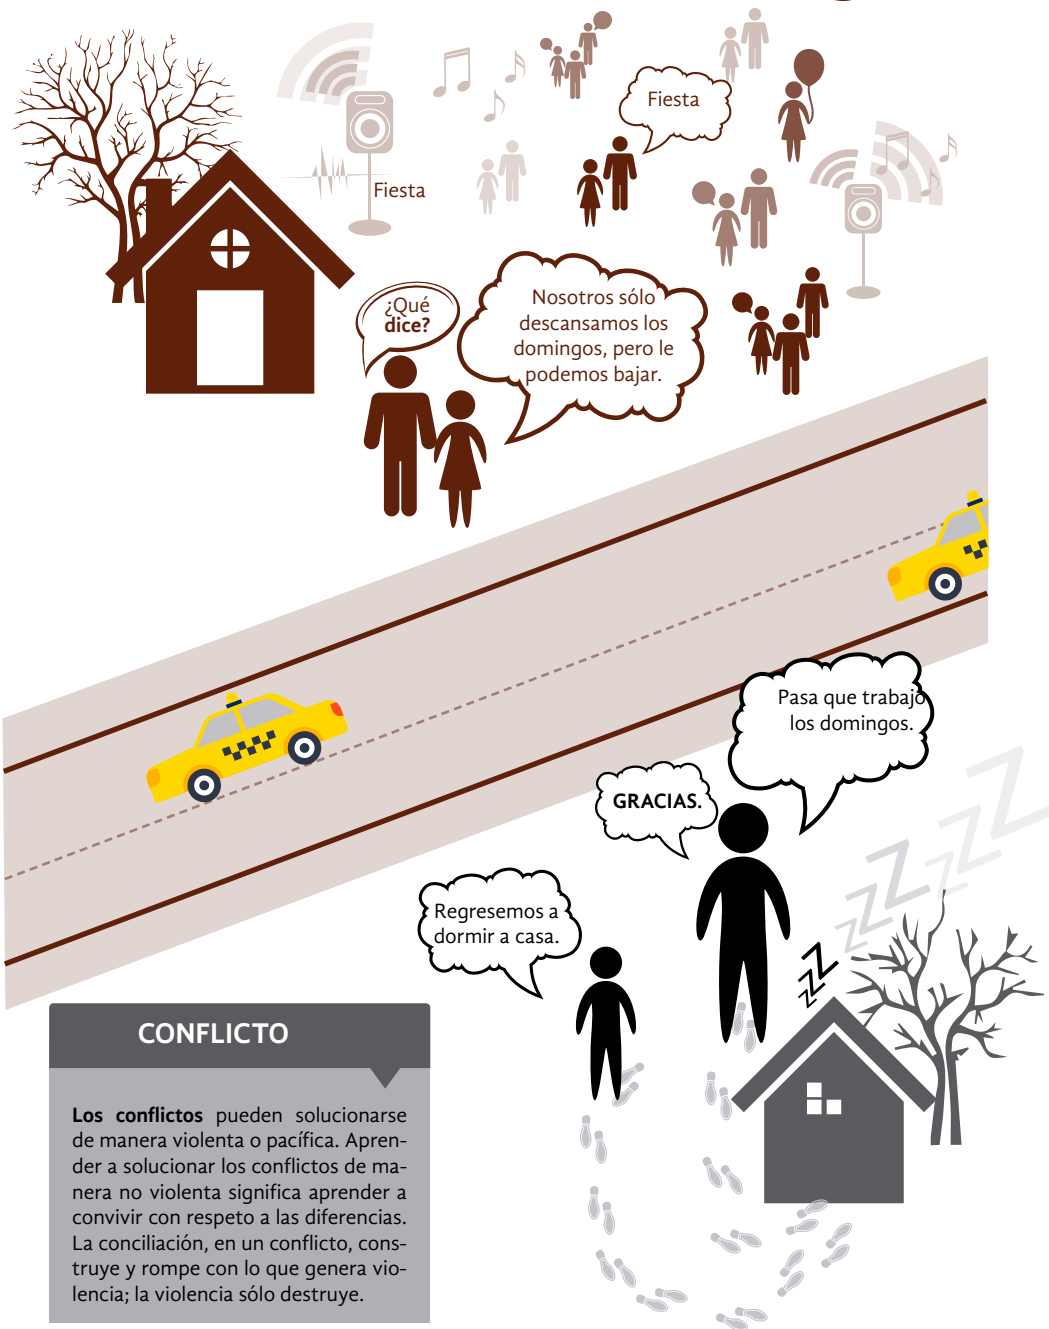 Fiesta
Fiesta
¿Qué
dice?
Nosotros sólo
descansamos los
domingos, pero le
podemos bajar.
Pasa que trabajo
los domingos.
GRACIAS.
Regresemos a
dormir a casa.
CONFLICTO
Los conflictos pueden solucionarse
de manera violenta o pacífica. Apren-
der a solucionar los conflictos de ma-
nera no violenta significa aprender a
convivir con respeto a las diferencias.
La conciliación, en un conflicto, cons-
truye y rompe con lo que genera vio-
lencia; la violencia sólo destruye.